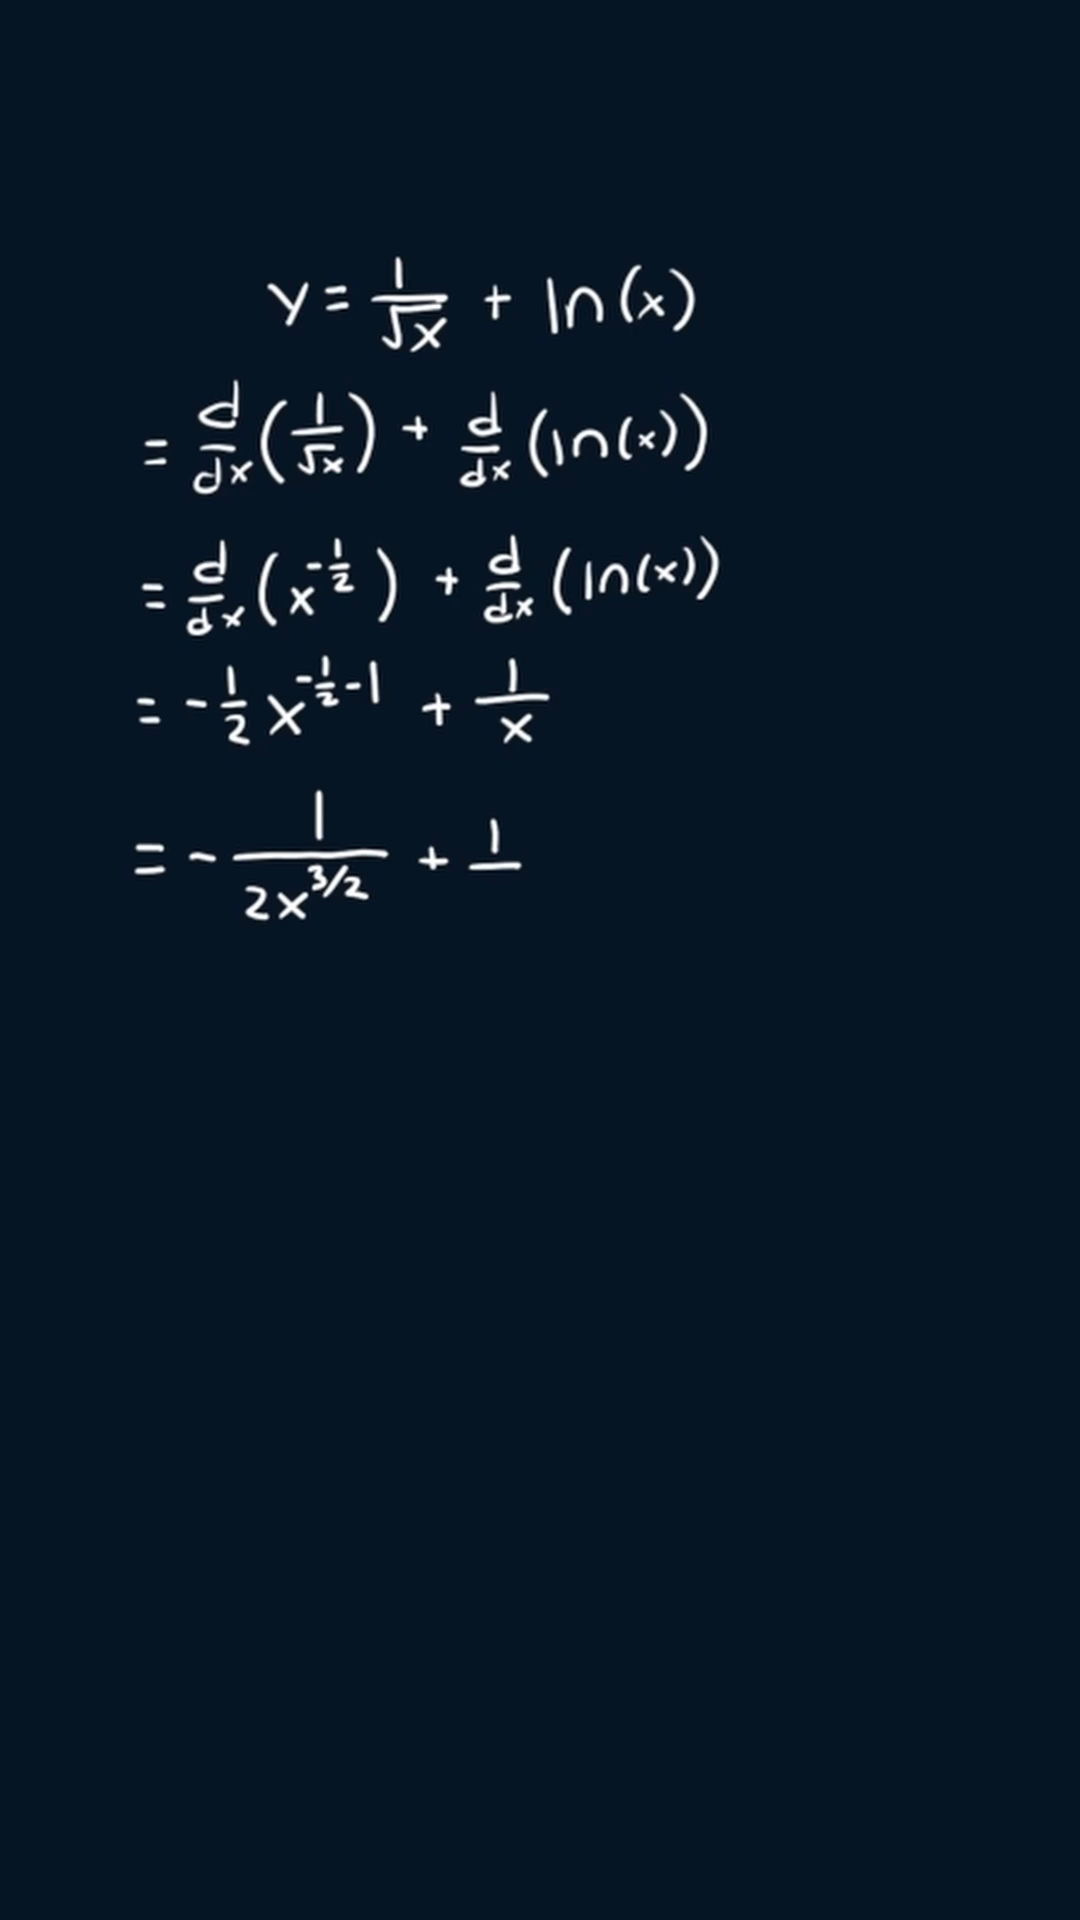 y = 1/√x + ln(x)
= d/dx (1/√x) + d/dx (ln(x))
= d/dx (x^(-1/2)) + d/dx (ln(x))
= -1/2 x^(-1/2 - 1) + 1/x
= - 1/(2x^(3/2)) + 1/